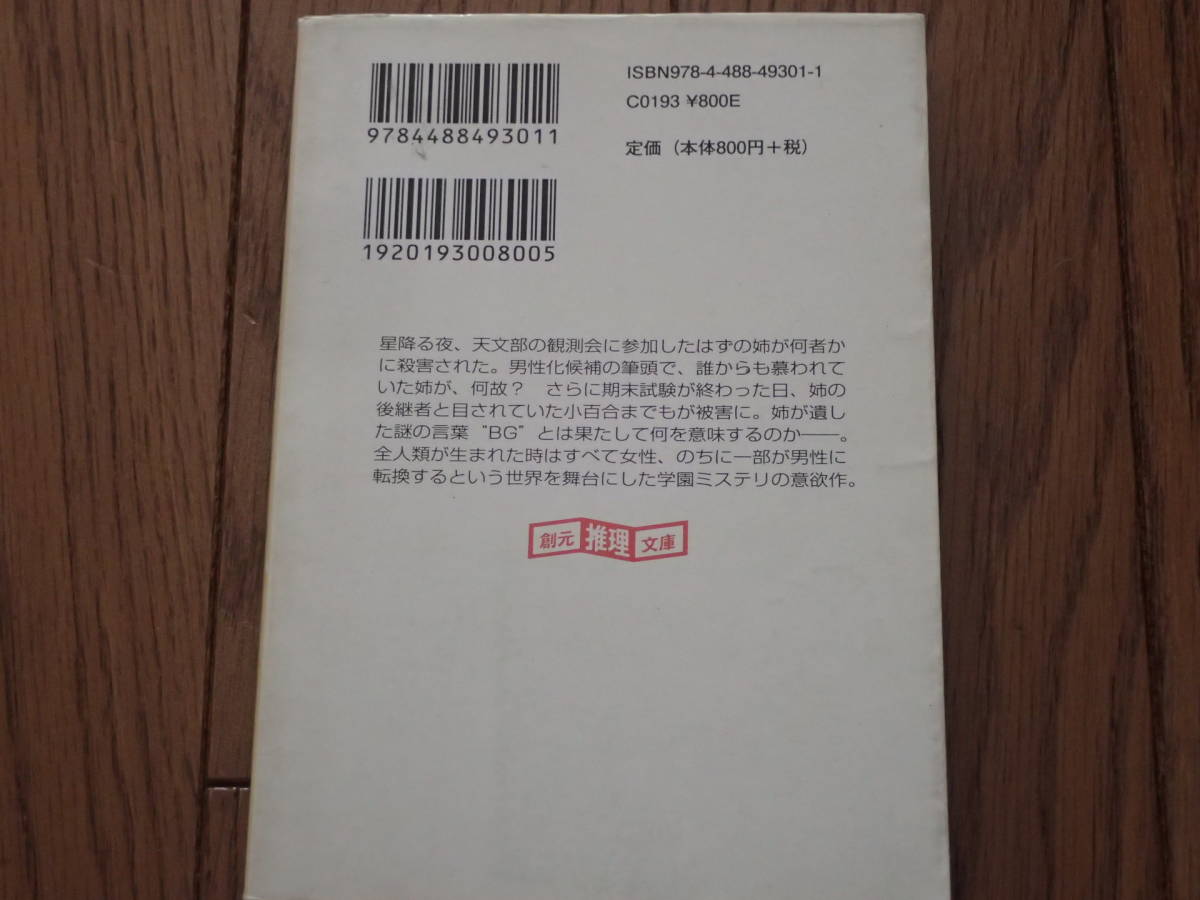 ISBN978-4-488-49301-1
C0193 ¥800E
定価（本体800円＋税）
9784488493011
1920193008005
星降る夜、天文部の観測会に参加したはずの姉が何者か
に殺害された。男性化候補の筆頭で、誰からも慕われて
いた姉が、何故？　さらに期末試験が終わった日、姉の
後継者と目されていた小百合までもが被害に。姉が遺し
た謎の言葉“BG”とは果たして何を意味するのか――。
全人類が生まれた時はすべて女性、のちに一部が男性に
転換するという世界を舞台にした学園ミステリの意欲作。
創元推理文庫